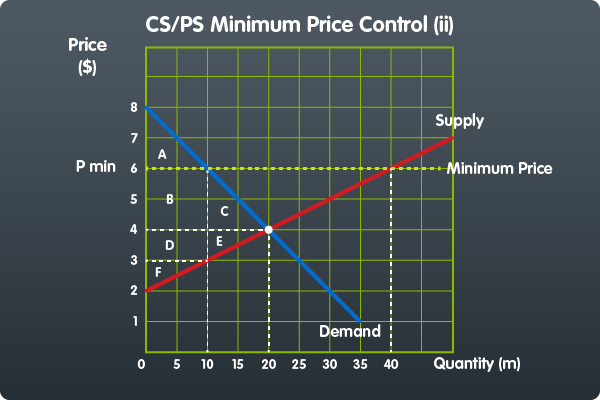 CS/PS Minimum Price Control (ii)
Price
($)
8
Supply
7
A
P min
6
Minimum Price
B
5
C
4
D
E
3
F
2
1
Demand
0 5 10 15 20 25 30 35 40
Quantity (m)